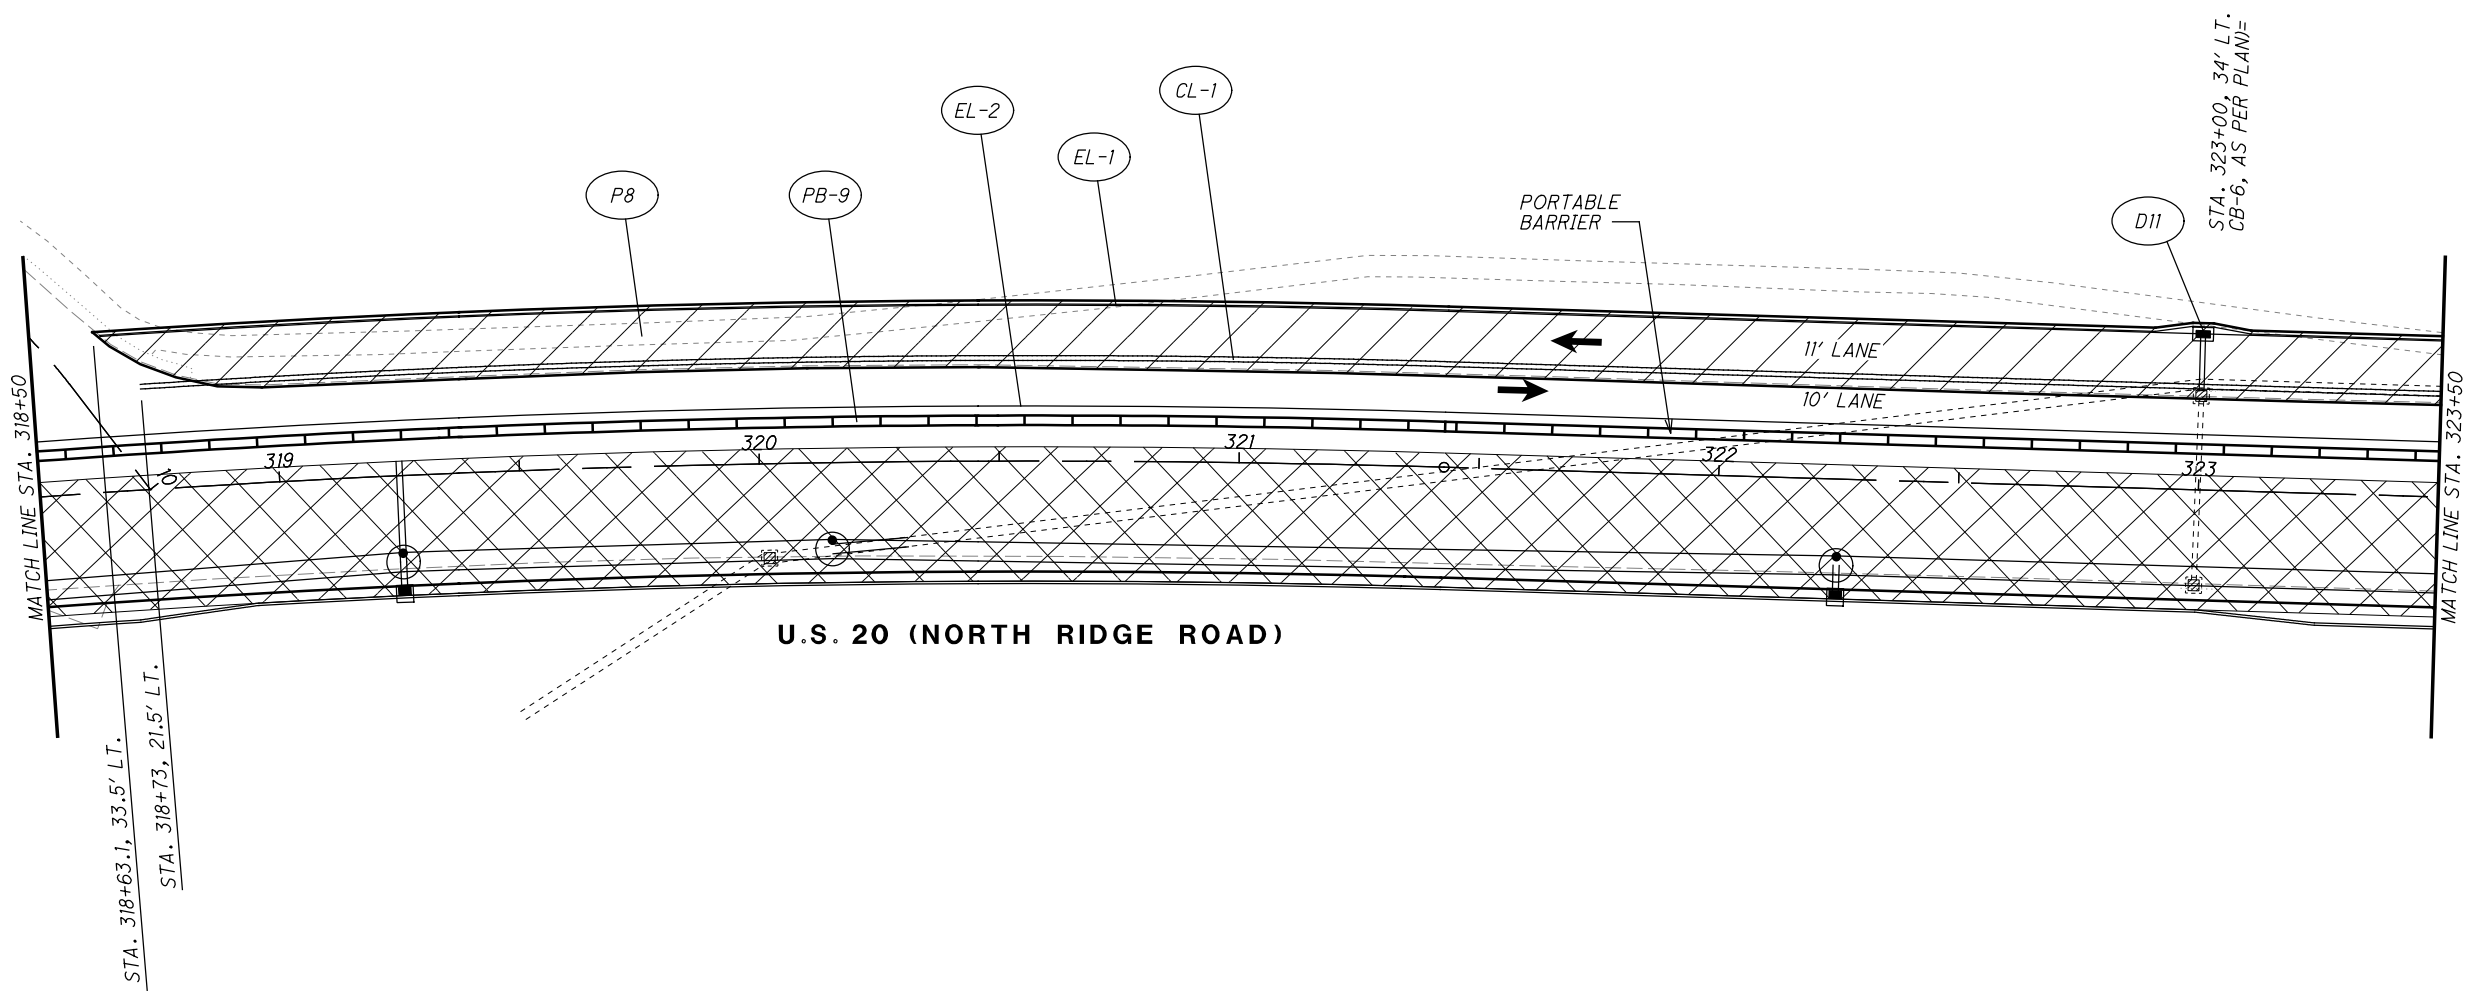 STA. 323+00, 34' LT.
CB-6, AS PER PLAN)=
CL-1
EL-2
EL-1
P8
PB-9
PORTABLE
BARRIER
D11
11' LANE
10' LANE
MATCH LINE STA. 318+50
MATCH LINE STA. 323+50
319
320
321
322
323
10
U.S. 20 (NORTH RIDGE ROAD)
STA. 318+63.1, 33.5' LT.
STA. 318+73, 21.5' LT.